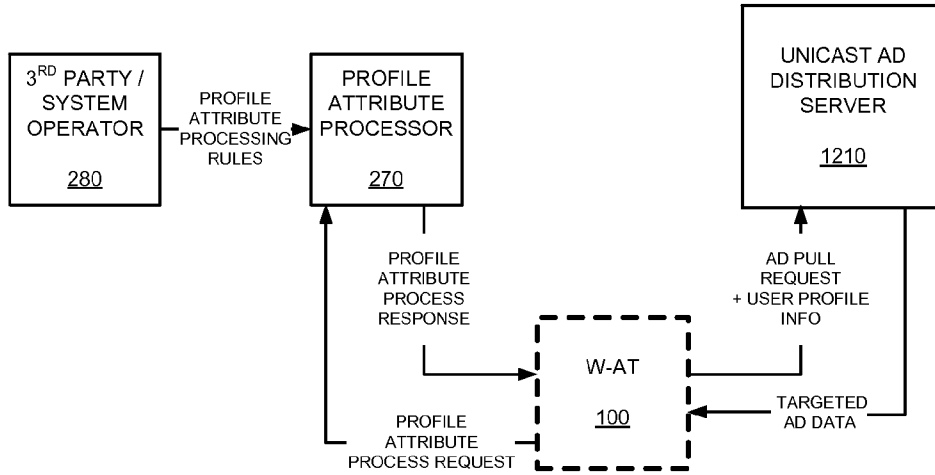 3RD PARTY /
SYSTEM
OPERATOR
280
PROFILE
ATTRIBUTE
PROCESSING
RULES
PROFILE
ATTRIBUTE
PROCESSOR
270
UNICAST AD
DISTRIBUTION
SERVER
1210
PROFILE
ATTRIBUTE
PROCESS
RESPONSE
AD PULL
REQUEST
+ USER PROFILE
INFO
W-AT
100
PROFILE
ATTRIBUTE
PROCESS REQUEST
TARGETED
AD DATA